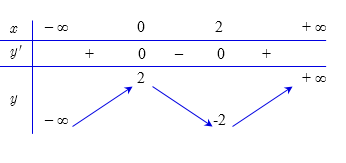 x − ∞ 0 2 + ∞
y′ + 0 − 0 +
2 + ∞
y
− ∞ -2